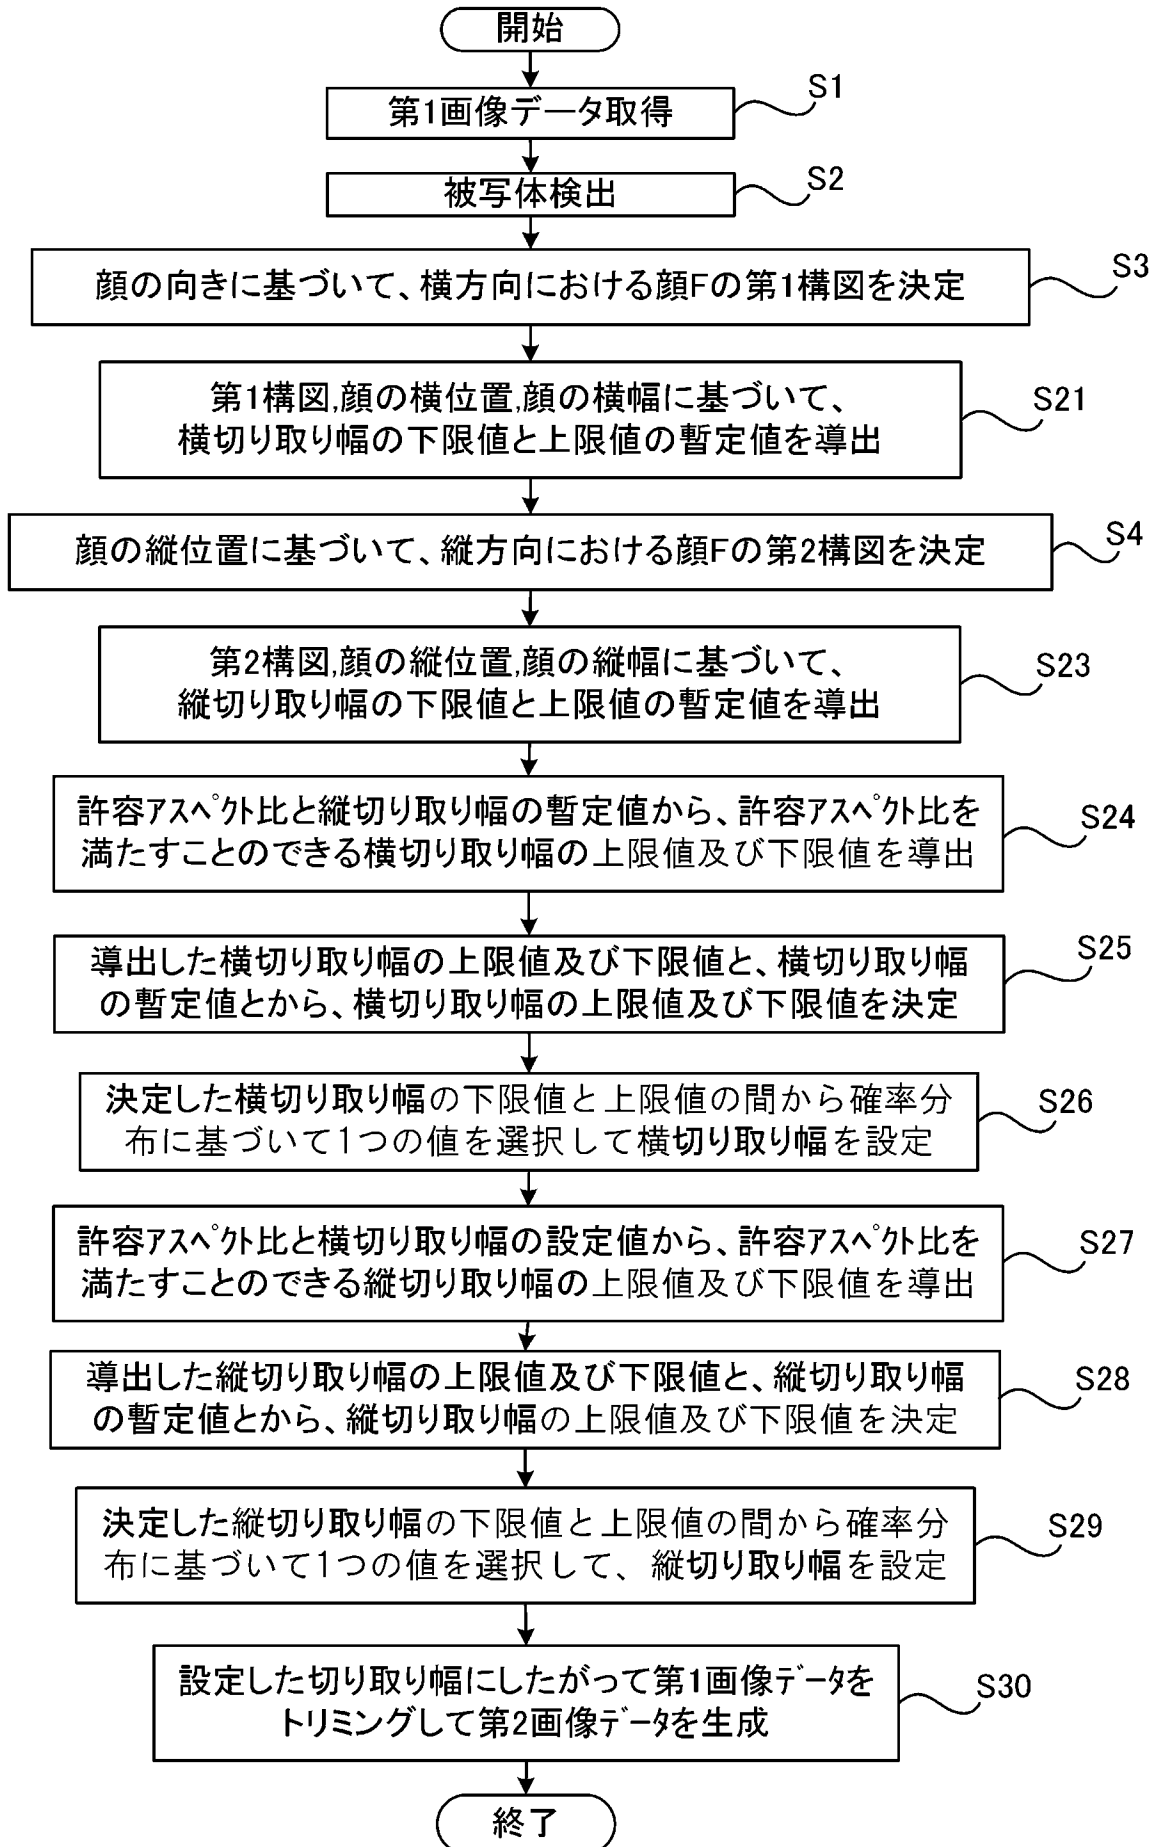 開始
第1画像データ取得
S1
被写体検出
S2
顔の向きに基づいて、横方向における顔Fの第1構図を決定
S3
第1構図,顔の横位置,顔の横幅に基づいて、
横切り取り幅の下限値と上限値の暫定値を導出
S21
顔の縦位置に基づいて、縦方向における顔Fの第2構図を決定
S4
第2構図,顔の縦位置,顔の縦幅に基づいて、
縦切り取り幅の下限値と上限値の暫定値を導出
S23
許容ｱｽﾍﾟｸﾄ比と縦切り取り幅の暫定値から、許容ｱｽﾍﾟｸﾄ比を
満たすことのできる横切り取り幅の上限値及び下限値を導出
S24
導出した横切り取り幅の上限値及び下限値と、横切り取り幅
の暫定値とから、横切り取り幅の上限値及び下限値を決定
S25
決定した横切り取り幅の下限値と上限値の間から確率分
布に基づいて1つの値を選択して横切り取り幅を設定
S26
許容ｱｽﾍﾟｸﾄ比と横切り取り幅の設定値から、許容ｱｽﾍﾟｸﾄ比を
満たすことのできる縦切り取り幅の上限値及び下限値を導出
S27
導出した縦切り取り幅の上限値及び下限値と、縦切り取り幅
の暫定値とから、縦切り取り幅の上限値及び下限値を決定
S28
決定した縦切り取り幅の下限値と上限値の間から確率分
布に基づいて1つの値を選択して、縦切り取り幅を設定
S29
設定した切り取り幅にしたがって第1画像ﾃﾞｰﾀを
トリミングして第2画像ﾃﾞｰﾀを生成
S30
終了